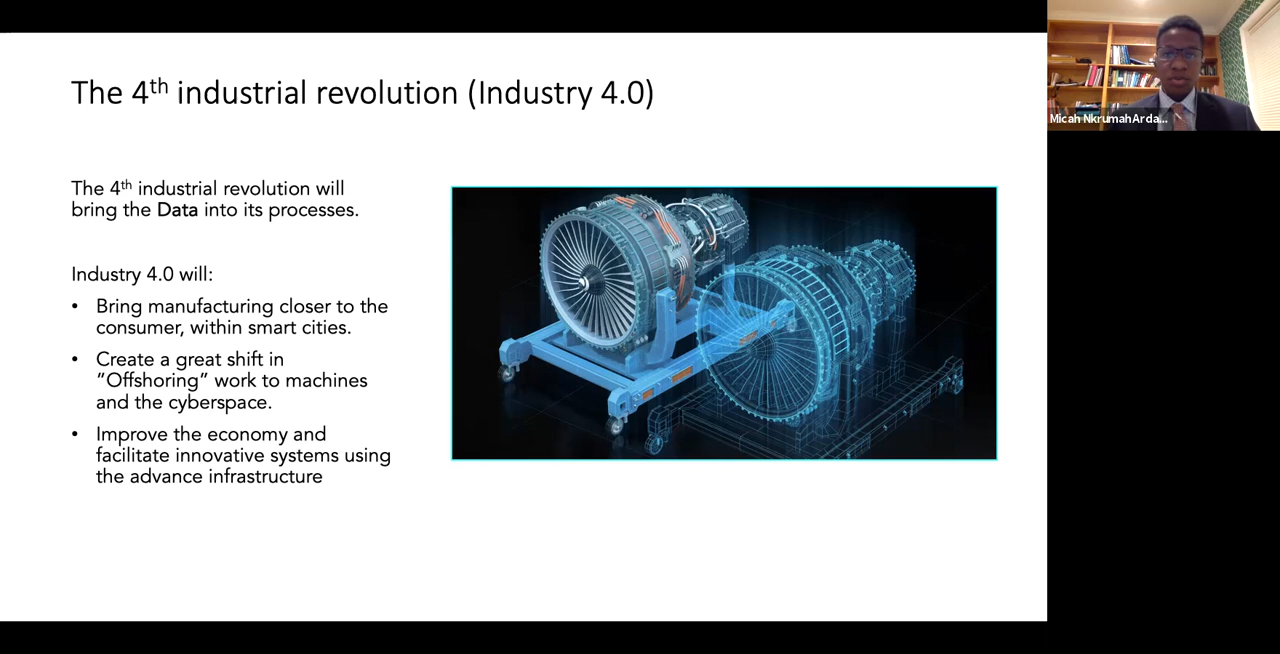 The 4th industrial revolution (Industry 4.0)
The 4th industrial revolution will
bring the Data into its processes.
Industry 4.0 will:
• Bring manufacturing closer to the
consumer, within smart cities.
• Create a great shift in
”Offshoring” work to machines
and the cyberspace.
• Improve the economy and
facilitate innovative systems using
the advance infrastructure
Micah NkrumahArda...